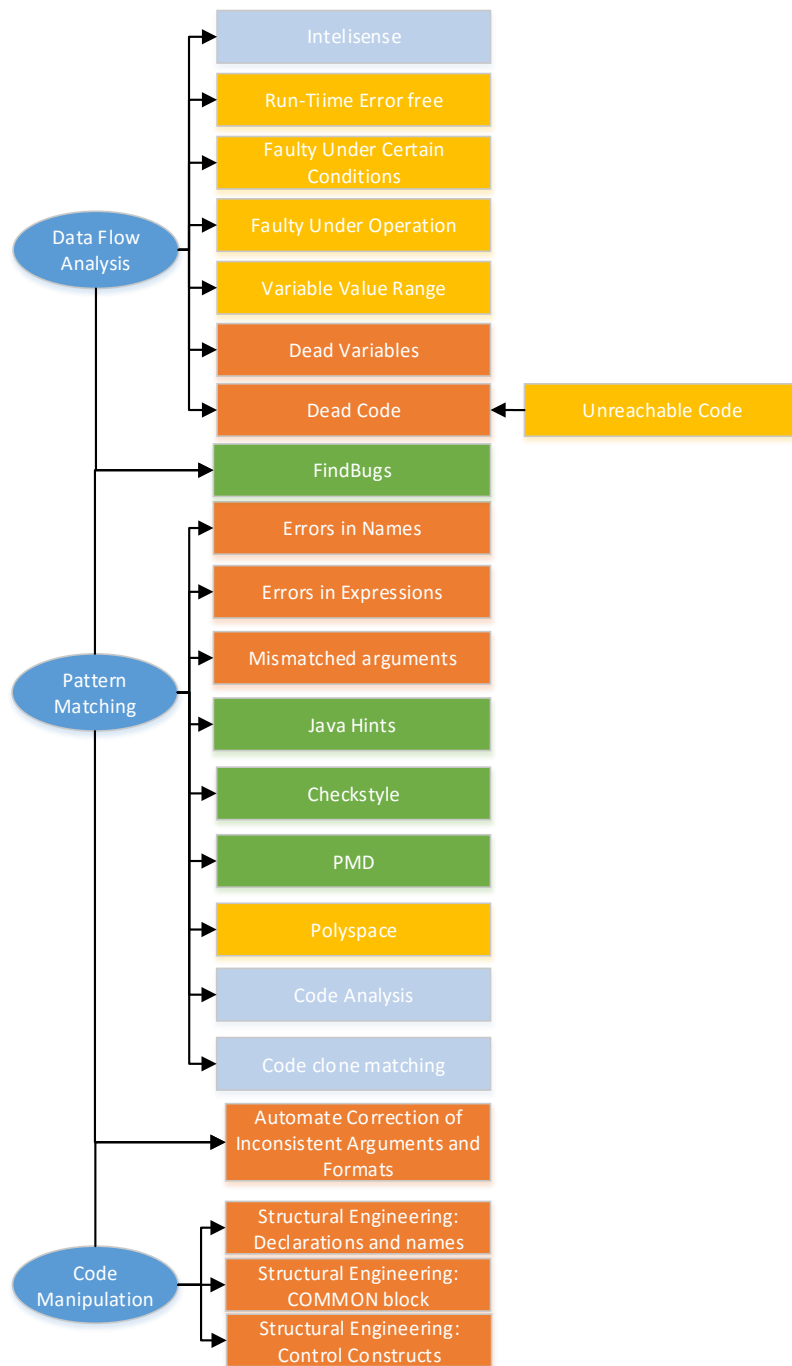 Intelisense
Run-Tiime Error free
Faulty Under Certain
Conditions
Data Flow
Analysis
Faulty Under Operation
Variable Value Range
Dead Variables
Dead Code
Unreachable Code
FindBugs
Errors in Names
Errors in Expressions
Mismatched arguments
Pattern
Matching
Java Hints
Checkstyle
PMD
Polyspace
Code Analysis
Code clone matching
Automate Correction of
Inconsistent Arguments and
Formats
Structural Engineering:
Declarations and names
Code
Manipulation
Structural Engineering:
COMMON block
Structural Engineering:
Control Constructs